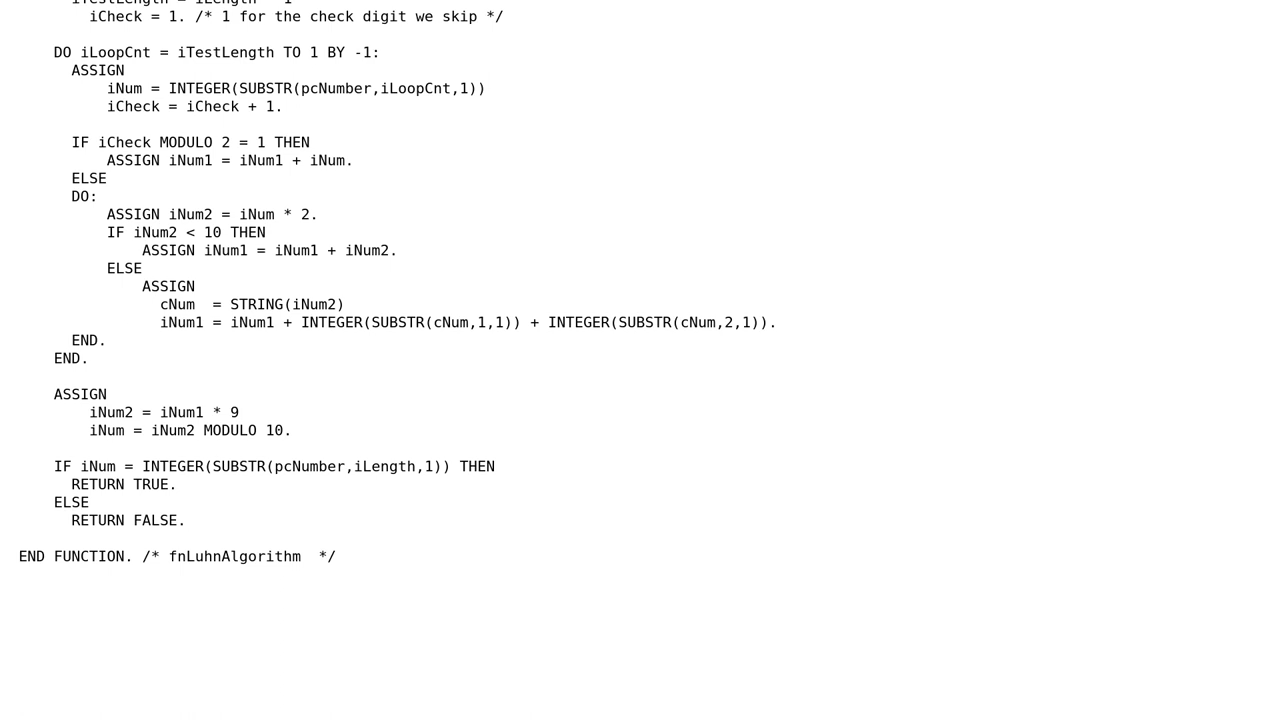 iTestLength = iLength - 1
iCheck = 1. /* 1 for the check digit we skip */
DO iLoopCnt = iTestLength TO 1 BY -1:
ASSIGN
iNum = INTEGER(SUBSTR(pcNumber,iLoopCnt,1))
iCheck = iCheck + 1.
IF iCheck MODULO 2 = 1 THEN
ASSIGN iNum1 = iNum1 + iNum.
ELSE
DO:
ASSIGN iNum2 = iNum * 2.
IF iNum2 < 10 THEN
ASSIGN iNum1 = iNum1 + iNum2.
ELSE
ASSIGN
cNum  = STRING(iNum2)
iNum1 = iNum1 + INTEGER(SUBSTR(cNum,1,1)) + INTEGER(SUBSTR(cNum,2,1)).
END.
END.
ASSIGN
iNum2 = iNum1 * 9
iNum = iNum2 MODULO 10.
IF iNum = INTEGER(SUBSTR(pcNumber,iLength,1)) THEN
RETURN TRUE.
ELSE
RETURN FALSE.
END FUNCTION. /* fnLuhnAlgorithm  */